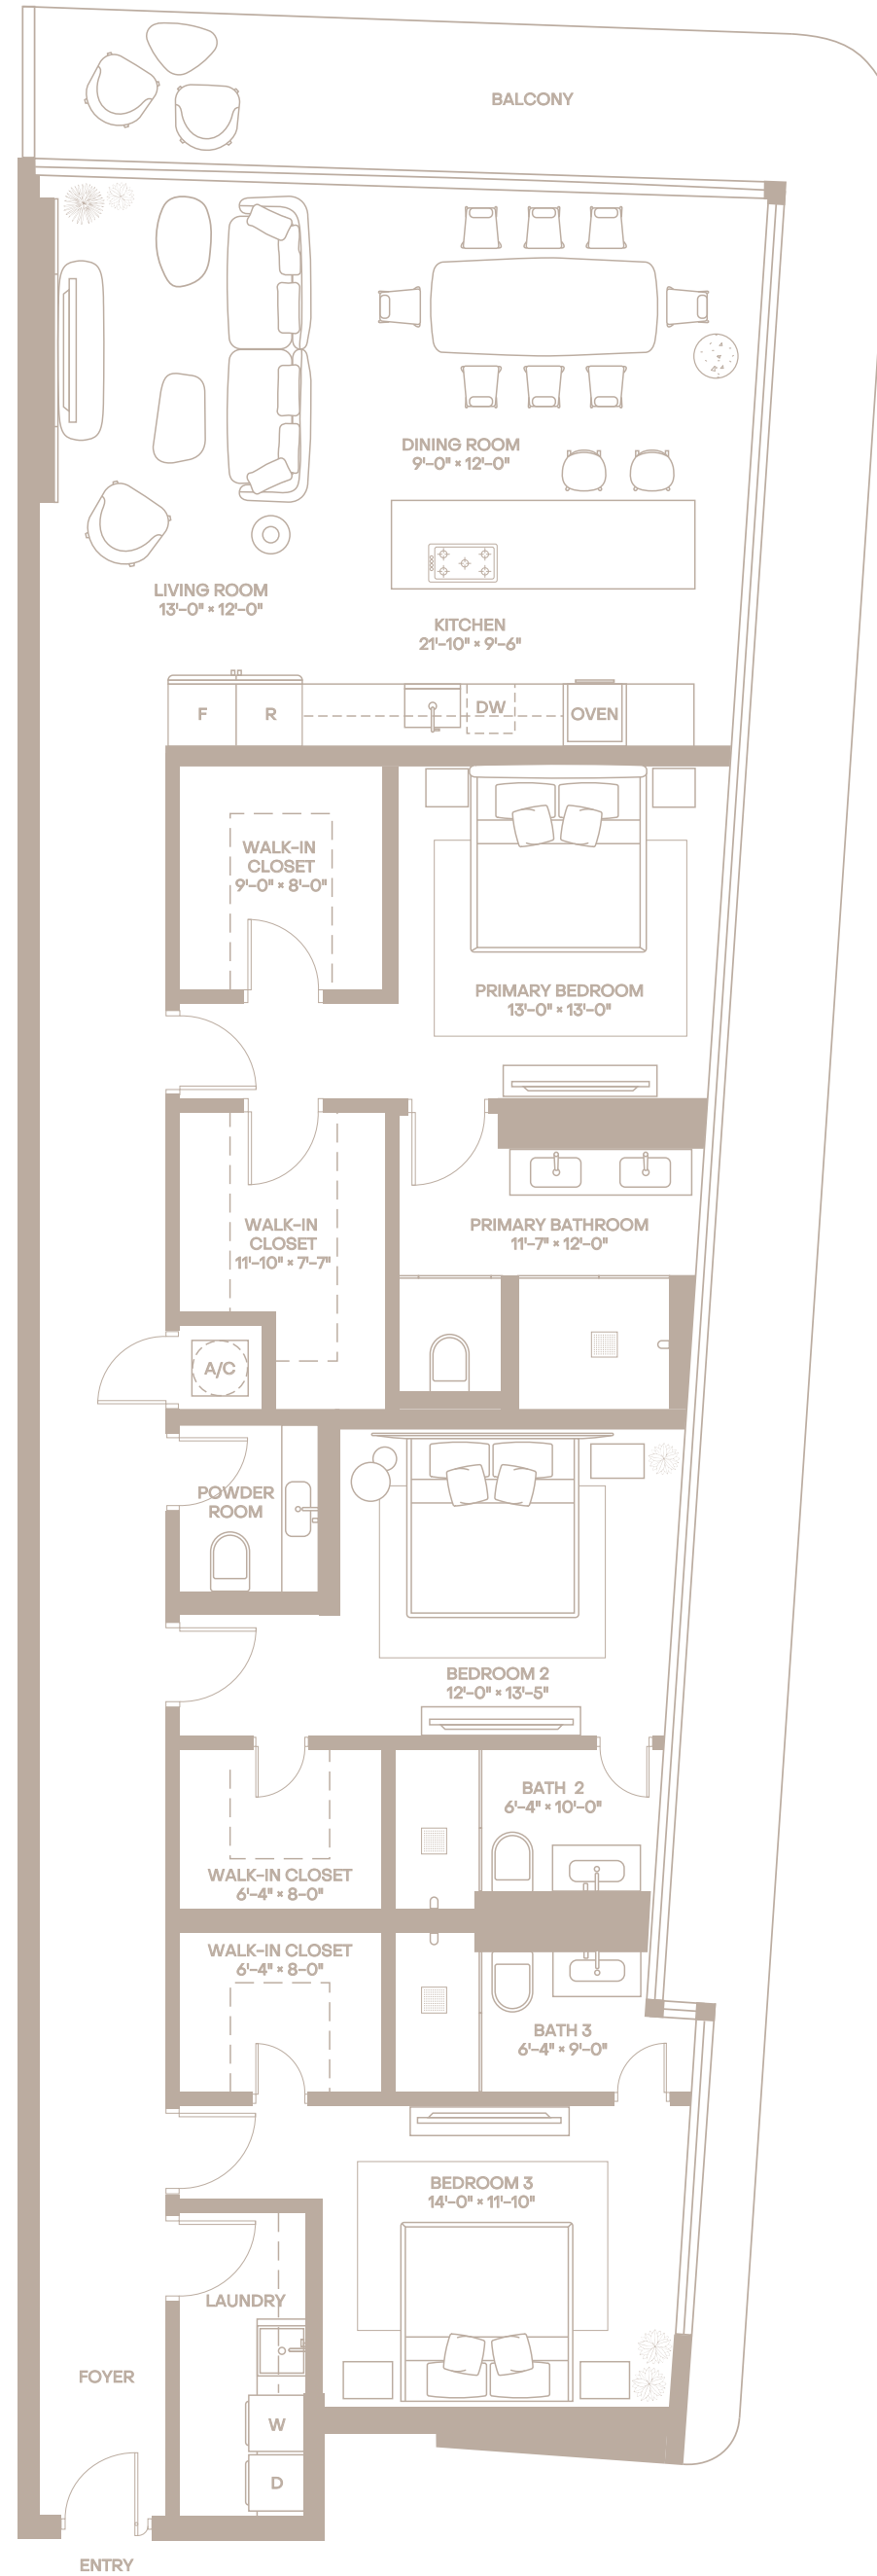 BALCONY
DINING ROOM
9'-0" × 12'-0"
LIVING ROOM
13'-0" × 12'-0"
KITCHEN
21'-10" × 9'-6"
F
R
DW
OVEN
WALK-IN
CLOSET
9'-0" × 8'-0"
PRIMARY BEDROOM
13'-0" × 13'-0"
WALK-IN
CLOSET
11'-10" × 7'-7"
PRIMARY BATHROOM
11'-7" × 12'-0"
A/C
POWDER
ROOM
BEDROOM 2
12'-0" × 13'-5"
BATH 2
6'-4" × 10'-0"
WALK-IN CLOSET
6'-4" × 8-0"
WALK-IN CLOSET
6'-4" × 8-0"
BATH 3
6'-4" × 9'-0"
BEDROOM 3
14'-0" × 11'-10"
LAUNDRY
FOYER
W
D
ENTRY